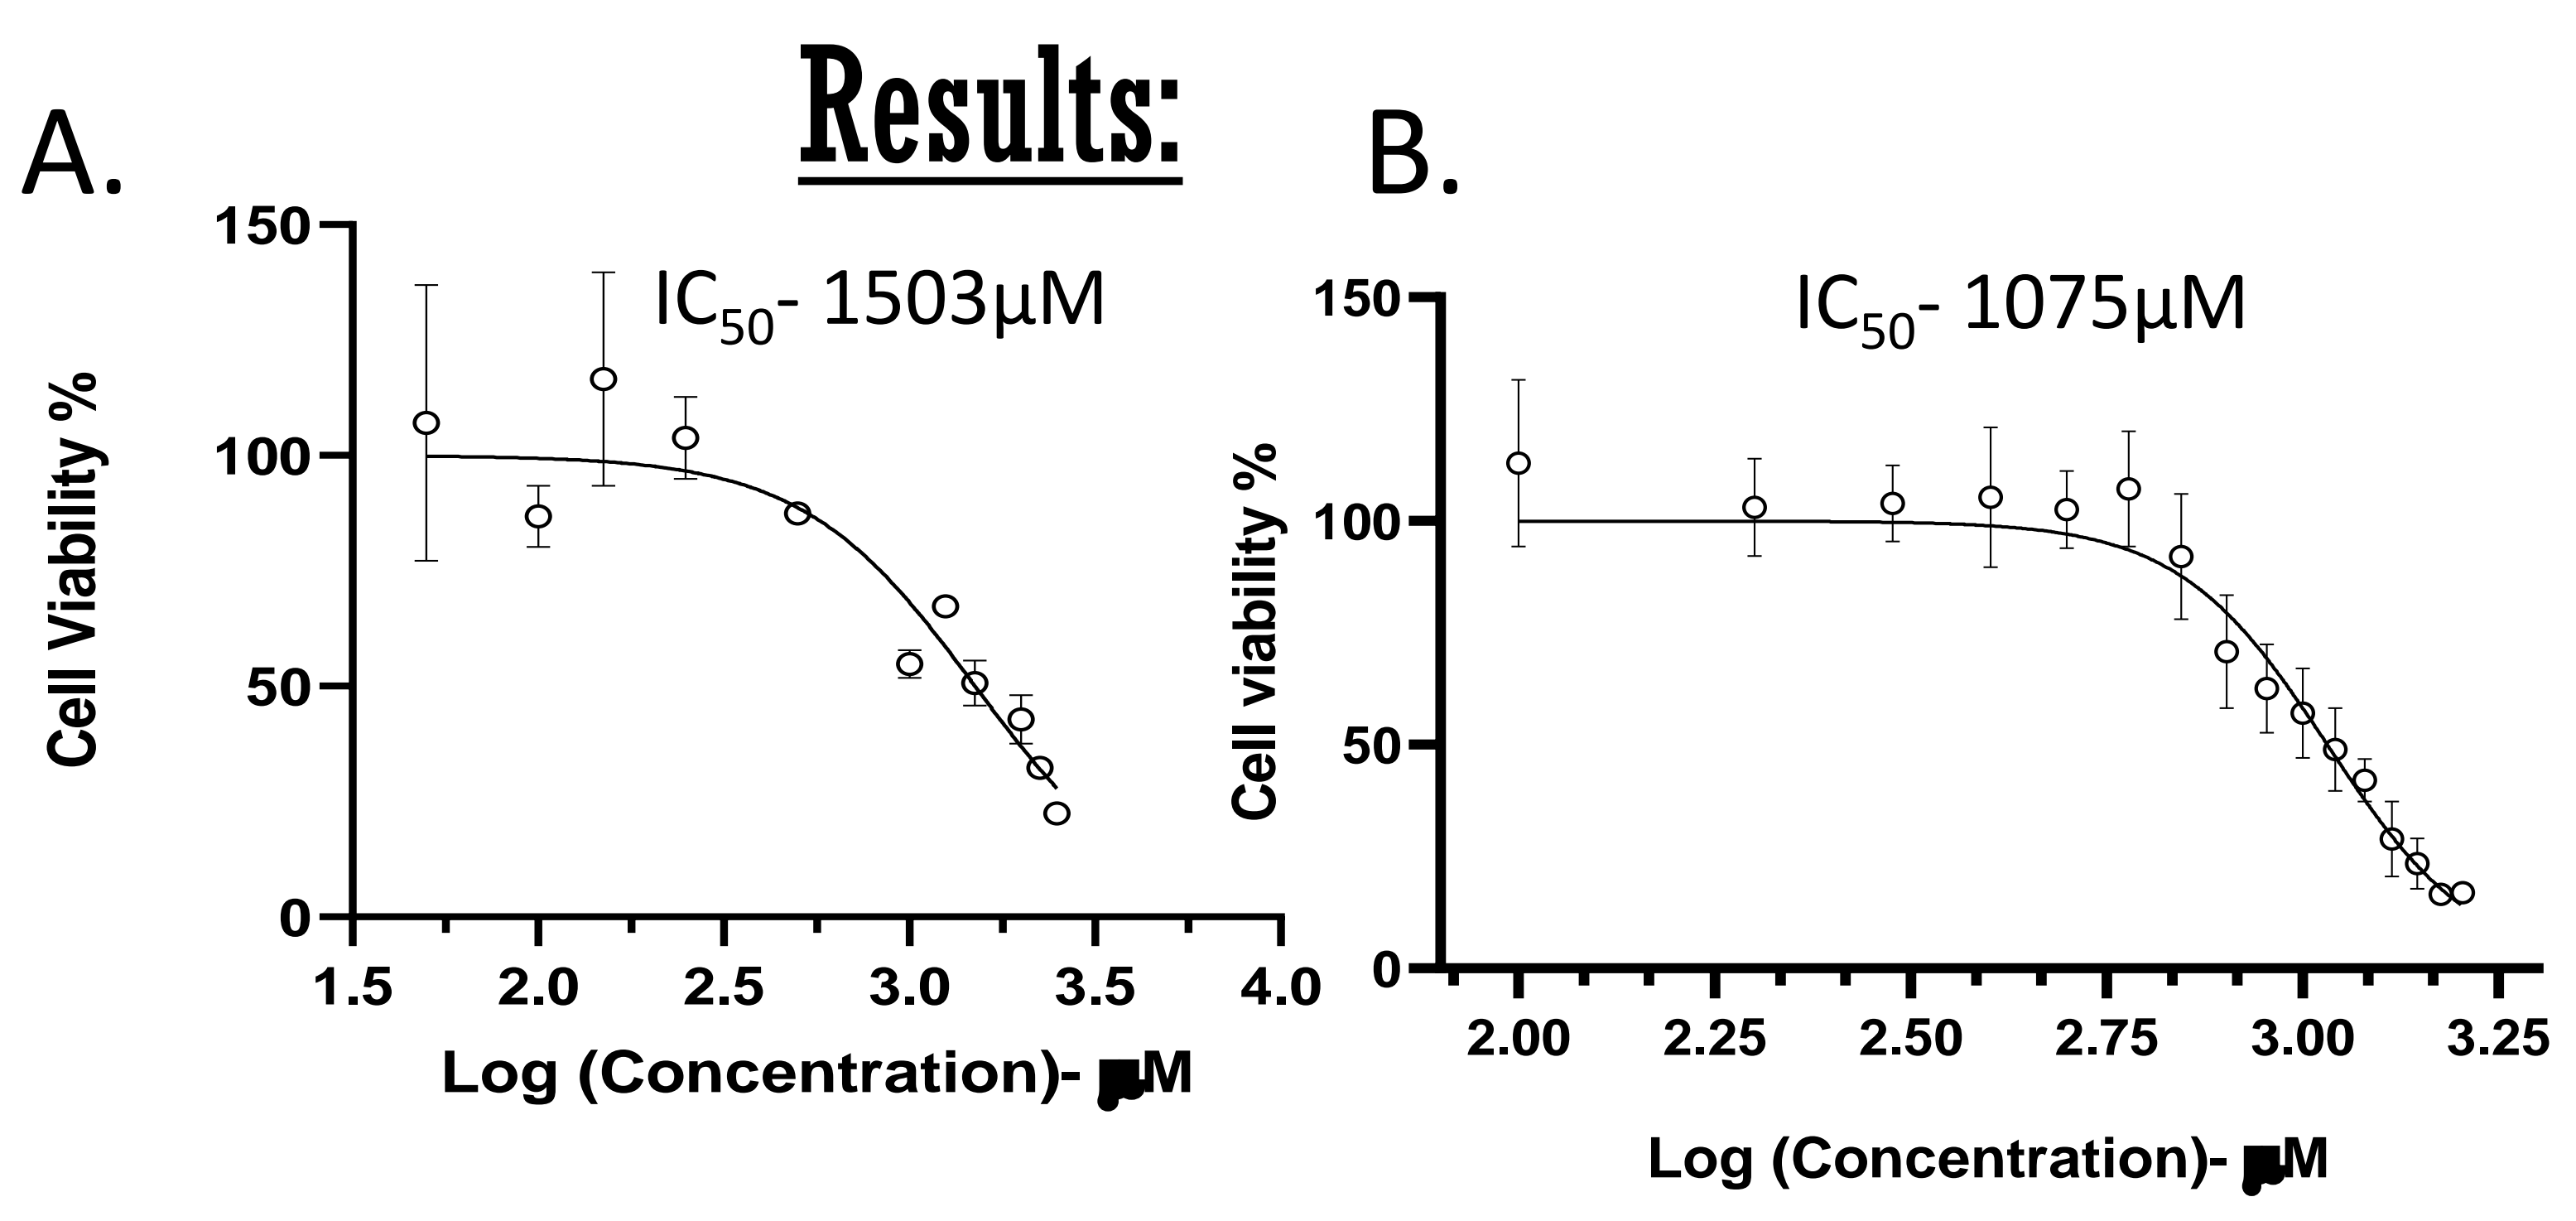 Results:
A.
B.
IC50- 1503μM
IC50- 1075μM
Cell Viability %
150
100
50
0
1.5 2.0 2.5 3.0 3.5 4.0
Log (Concentration)- μM
Cell viability %
150
100
50
0
2.00 2.25 2.50 2.75 3.00 3.25
Log (Concentration)- μM